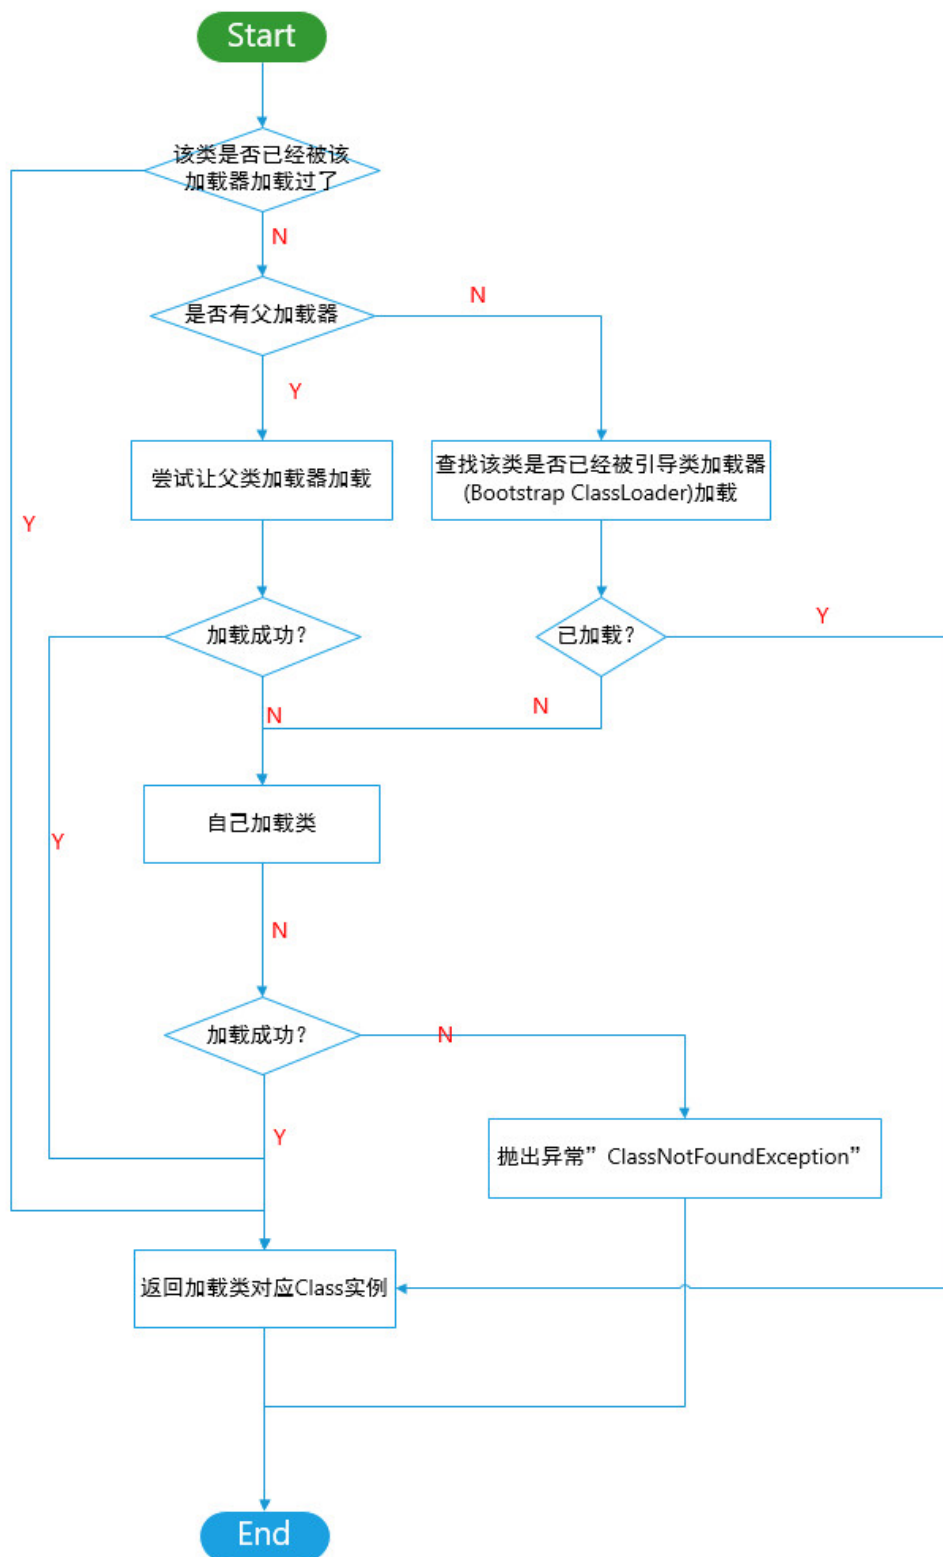 Start
该类是否已经被该
加载器加载过了
N
是否有父加载器
N
Y
尝试让父类加载器加载
查找该类是否已经被引导类加载器
(Bootstrap ClassLoader)加载
Y
加载成功?
已加载?
Y
N
N
自己加载类
Y
N
加载成功?
N
Y
抛出异常” ClassNotFoundException”
返回加载类对应Class实例
End